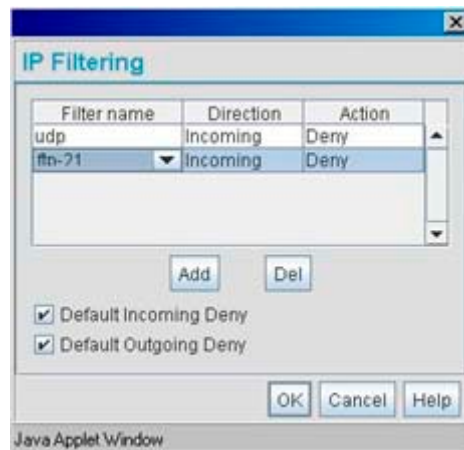 IP Filtering
Filter name Direction Action
udp Incoming Deny
ftp-21 Incoming Deny
Add Del
Default Incoming Deny
Default Outgoing Deny
OK Cancel Help
Java Applet Window